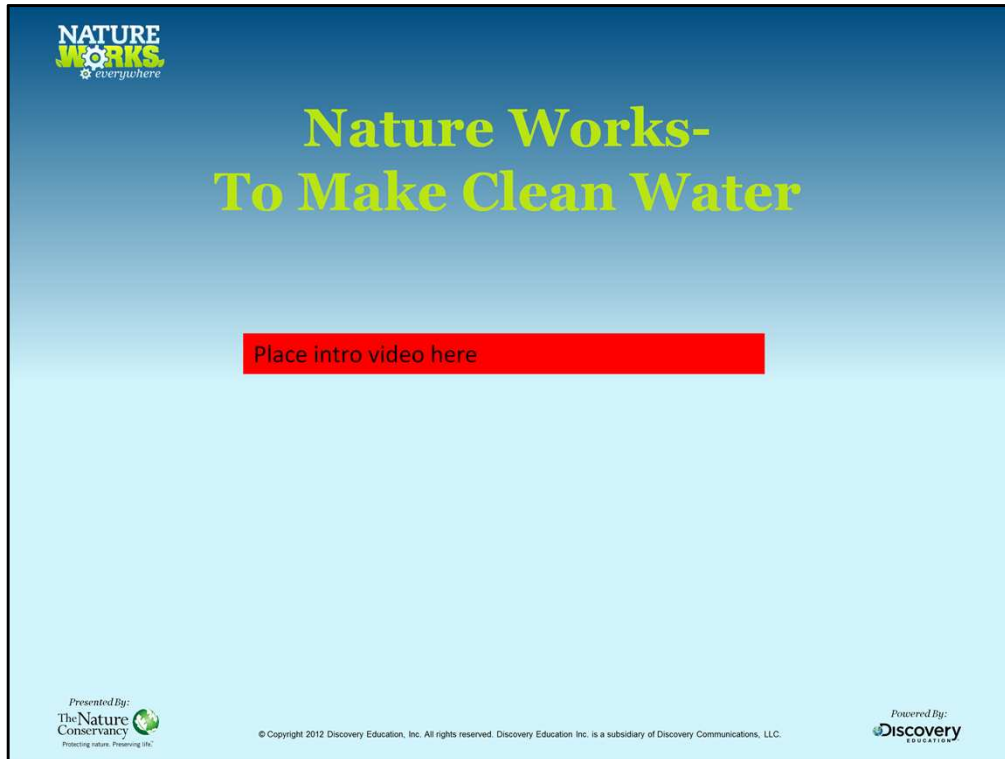 NATURE
WORKS
everywhere
Nature Works-
To Make Clean Water
Place intro video here
Presented By:
The Nature
Conservancy
Protecting nature. Preserving life.™
© Copyright 2012 Discovery Education, Inc. All rights reserved. Discovery Education Inc. is a subsidiary of Discovery Communications, LLC.
Powered By:
Discovery
EDUCATION™